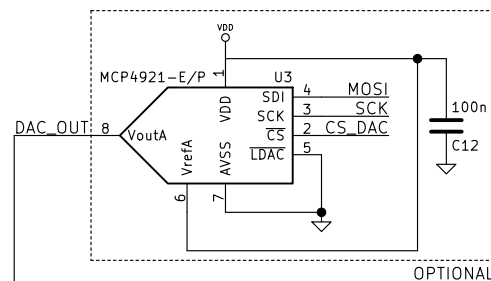 VDD
MCP4921-E/P
1
U3
VDD
SDI
4
MOSI
SCK
3
SCK
100n
DAC_OUT
8
VoutA
CS
2
CS_DAC
C12
LDAC
5
VrefA
AVSS
6
7
OPTIONAL